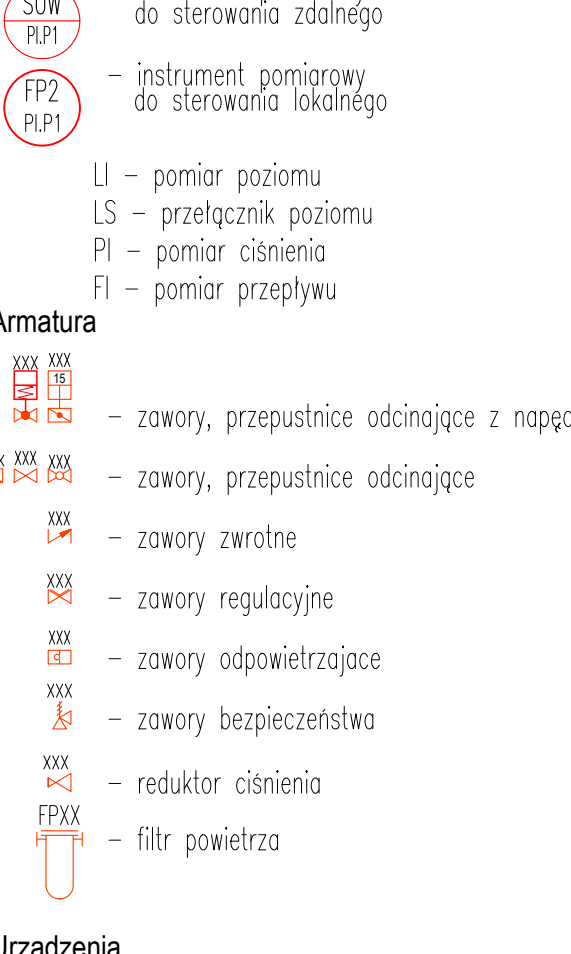 SUW
PI.P1
do sterowania zdalnego
FP2
PI.P1
– instrument pomiarowy
do sterowania lokalnego
LI – pomiar poziomu
LS – przełącznik poziomu
PI – pomiar ciśnienia
FI – pomiar przepływu
Armatura
XXX XXX
15
– zawory, przepustnice odcinające z napęd
X XXX XXX
– zawory, przepustnice odcinające
XXX
– zawory zwrotne
XXX
– zawory regulacyjne
XXX
– zawory odpowietrzajace
XXX
– zawory bezpieczeństwa
XXX
– reduktor ciśnienia
FPXX
– filtr powietrza
Urzadzenia